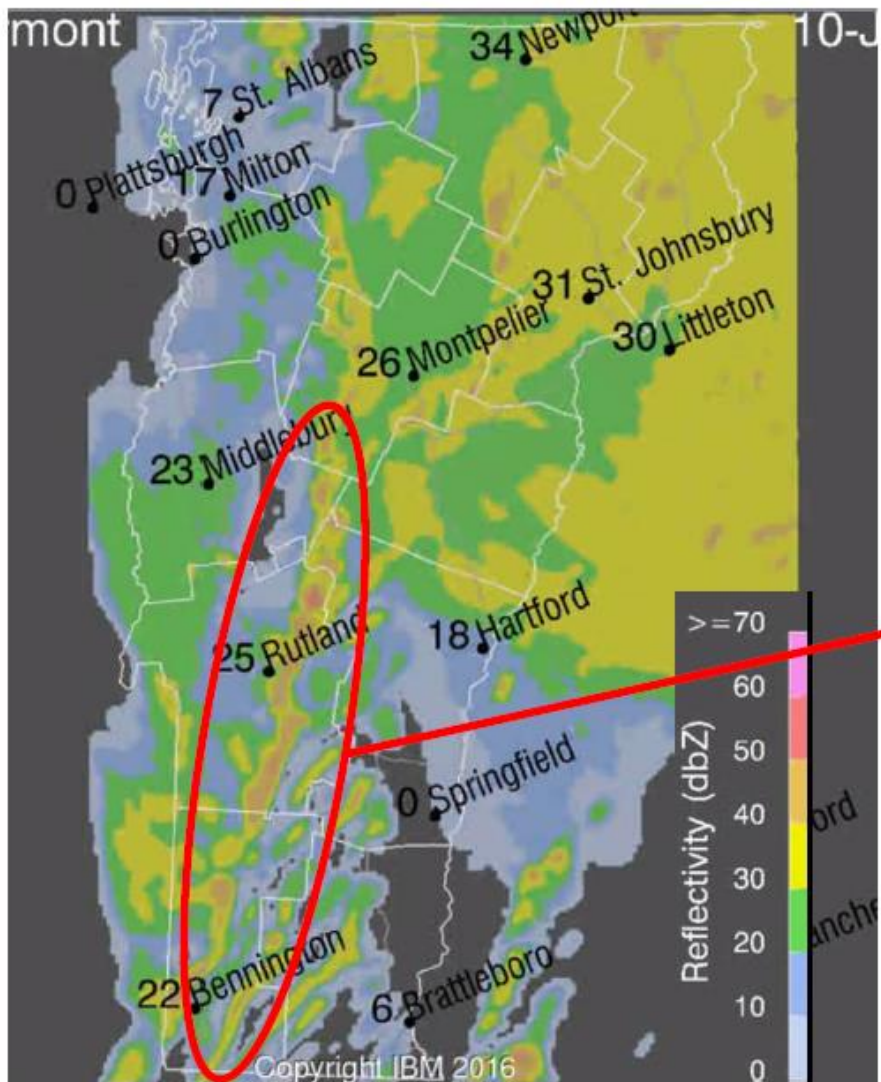 rmont
10-J
34 Newport
7 St. Albans
0 Plattsburgh
17 Milton
0 Burlington
31 St. Johnsbury
30 Littleton
26 Montpelier
23 Middlebury
25 Rutland
18 Hartford
0 Springfield
22 Bennington
6 Brattleboro
Reflectivity (dbZ)
>=70
60
50
40
30
20
10
0
ord
anche
Copyright IBM 2016